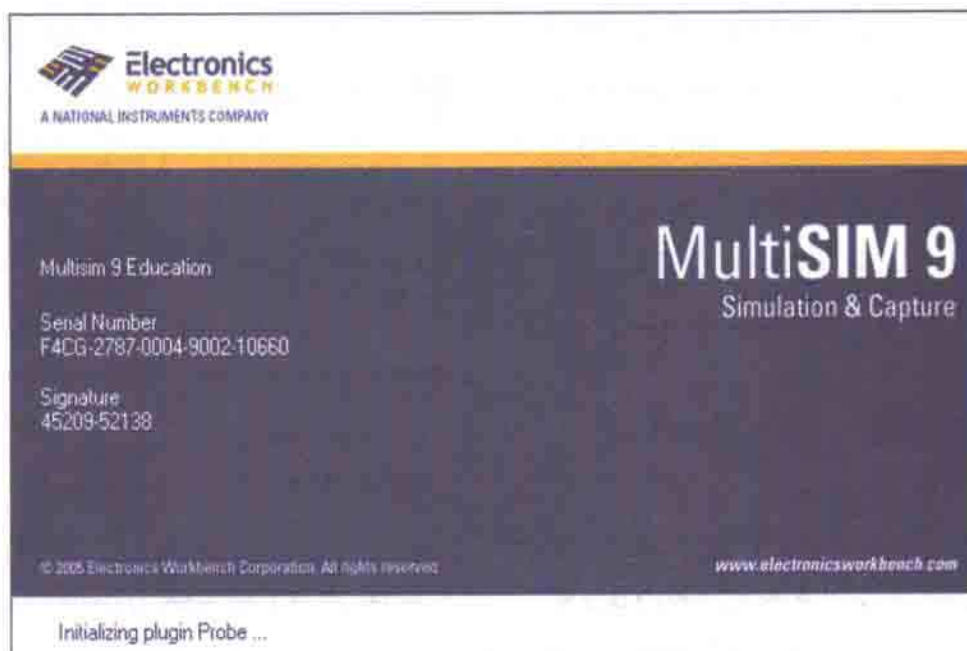 Electronics
WORKBENCH
A NATIONAL INSTRUMENTS COMPANY
MultiSIM 9
Simulation & Capture
Multisim 9 Education
Serial Number
F4CG-2787-0004-9002-10660
Signature
45209-52138
© 2005 Electronics Workbench Corporation. All rights reserved
www.electronicsworkbench.com
Initializing plugin Probe ...